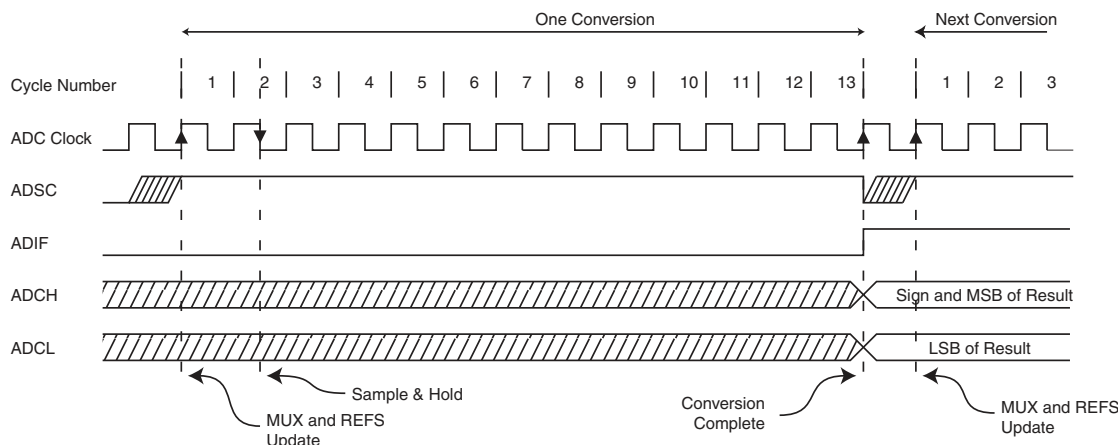 One Conversion
Next Conversion
Cycle Number
1 2 3 4 5 6 7 8 9 10 11 12 13 1 2 3
ADC Clock
ADSC
ADIF
ADCH
Sign and MSB of Result
ADCL
LSB of Result
Sample & Hold
MUX and REFS
Update
Conversion
Complete
MUX and REFS
Update